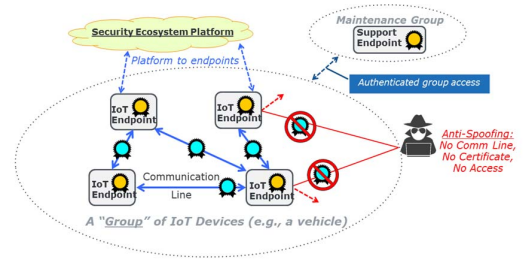 Security Ecosystem Platform
Maintenance Group
Support
Endpoint
Platform to endpoints
Authenticated group access
IoT
Endpoint
IoT
Endpoint
Anti-Spoofing:
No Comm Line,
No Certificate,
No Access
Communication
Line
IoT
Endpoint
IoT
Endpoint
A "Group" of IoT Devices (e.g., a vehicle)